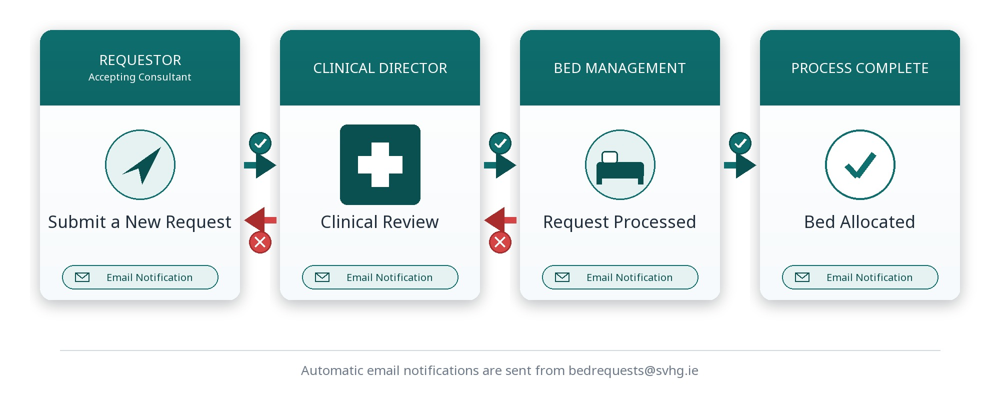 REQUESTOR
Accepting Consultant
Submit a New Request
Email Notification
CLINICAL DIRECTOR
Clinical Review
Email Notification
BED MANAGEMENT
Request Processed
Email Notification
PROCESS COMPLETE
Bed Allocated
Email Notification
Automatic email notifications are sent from bedrequests@svhg.ie